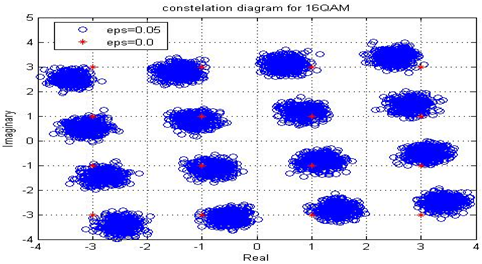 constelation diagram for 16QAM
eps=0.05
eps=0.0
Imaginary
5
4
3
2
1
0
-1
-2
-3
-4
-4 -3 -2 -1 0 1 2 3 4
Real